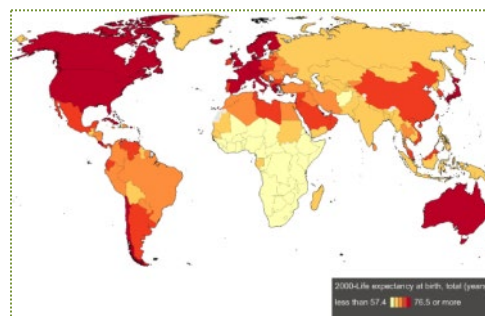 2000-Life expectancy at birth, total (years
less than 57.4 76.5 or more